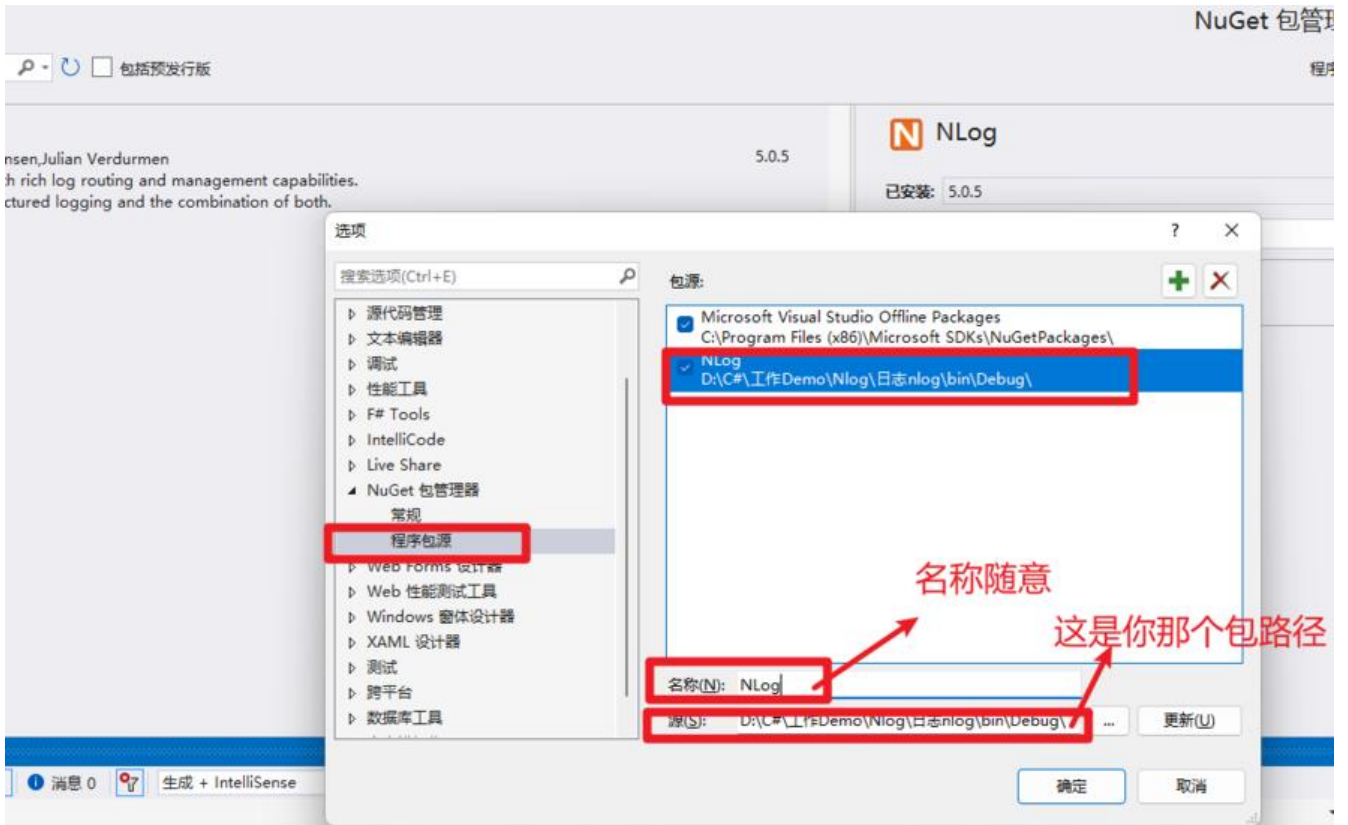 NuGet 包管理
包括预发行版
程序
nsen,Julian Verdurmen
5.0.5
h rich log routing and management capabilities.
ctured logging and the combination of both.
NLog
已安装: 5.0.5
选项
搜索选项(Ctrl+E)
源代码管理
文本编辑器
调试
性能工具
F# Tools
IntelliCode
Live Share
NuGet 包管理器
常规
程序包源
Web Forms 设计器
Web 性能测试工具
Windows 窗体设计器
XAML 设计器
测试
跨平台
数据库工具
包源:
Microsoft Visual Studio Offline Packages
C:\Program Files (x86)\Microsoft SDKs\NuGetPackages\
NLog
D:\C#\工作Demo\Nlog\日志nlog\bin\Debug\
名称随意
这是你那个包路径
名称(N): NLog
源(S): D:\C#\工作Demo\Nlog\日志nlog\bin\Debug\ ... 更新(U)
确定 取消
消息 0 生成 + IntelliSense